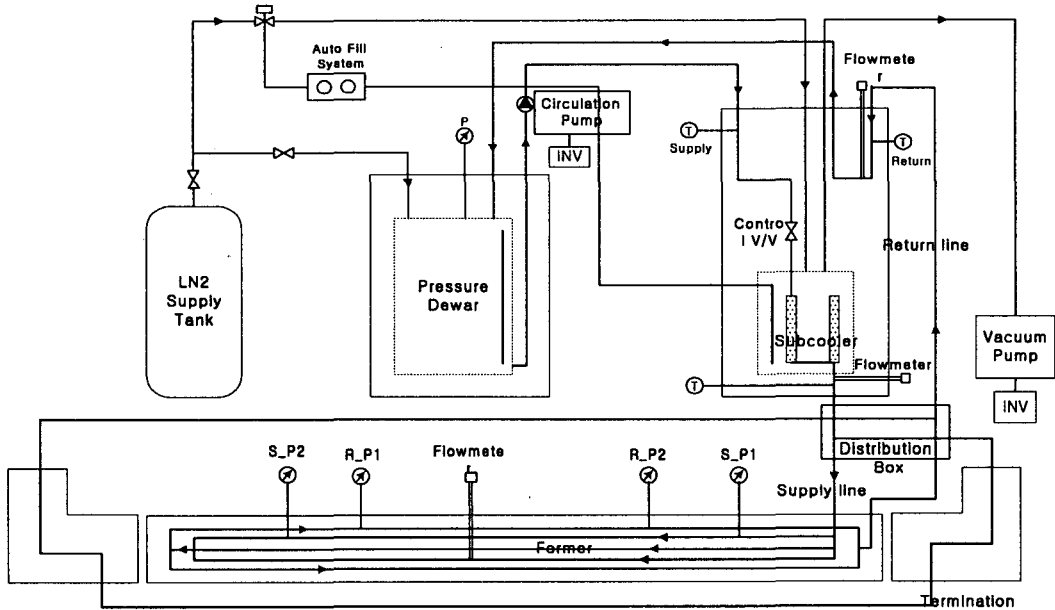 Auto Fill
System
Flowmete
r
P
Circulation
Pump
INV
T
Supply
T
Return
Contro
l V/V
Return line
LN2
Supply
Tank
Pressure
Dewar
Subcooler
Vacuum
Pump
INV
Flowmeter
T
Distribution
Box
S_P2
R_P1
Flowmete
r
R_P2
S_P1
Supply line
Former
Termination